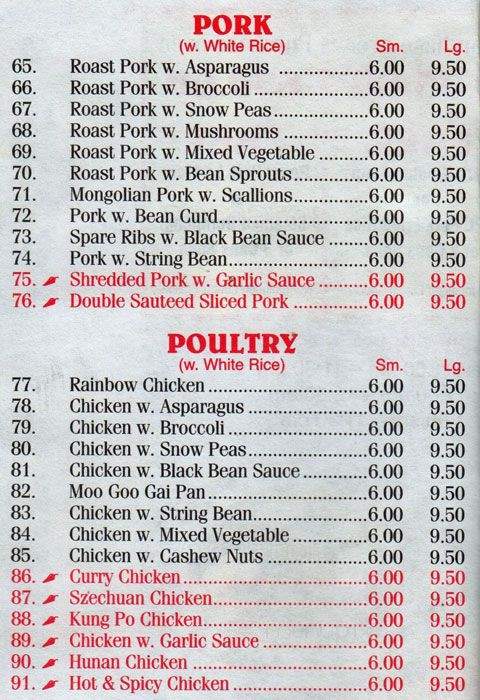 PORK
(w. White Rice) Sm. Lg.
65. Roast Pork w. Asparagus ....................6.00 9.50
66. Roast Pork w. Broccoli .........................6.00 9.50
67. Roast Pork w. Snow Peas.....................6.00 9.50
68. Roast Pork w. Mushrooms ..................6.00 9.50
69. Roast Pork w. Mixed Vegetable ...........6.00 9.50
70. Roast Pork w. Bean Sprouts.................6.00 9.50
71. Mongolian Pork w. Scallions.................6.00 9.50
72. Pork w. Bean Curd................................6.00 9.50
73. Spare Ribs w. Black Bean Sauce .........6.00 9.50
74. Pork w. String Bean..............................6.00 9.50
75. Shredded Pork w. Garlic Sauce ...........6.00 9.50
76. Double Sauteed Sliced Pork ................6.00 9.50
POULTRY
(w. White Rice) Sm. Lg.
77. Rainbow Chicken ..................................6.00 9.50
78. Chicken w. Asparagus ..........................6.00 9.50
79. Chicken w. Broccoli ..............................6.00 9.50
80. Chicken w. Snow Peas..........................6.00 9.50
81. Chicken w. Black Bean Sauce ..............6.00 9.50
82. Moo Goo Gai Pan ..................................6.00 9.50
83. Chicken w. String Bean.........................6.00 9.50
84. Chicken w. Mixed Vegetable ................6.00 9.50
85. Chicken w. Cashew Nuts ......................6.00 9.50
86. Curry Chicken .......................................6.00 9.50
87. Szechuan Chicken.................................6.00 9.50
88. Kung Po Chicken...................................6.00 9.50
89. Chicken w. Garlic Sauce .......................6.00 9.50
90. Hunan Chicken ......................................6.00 9.50
91. Hot & Spicy Chicken .............................6.00 9.50